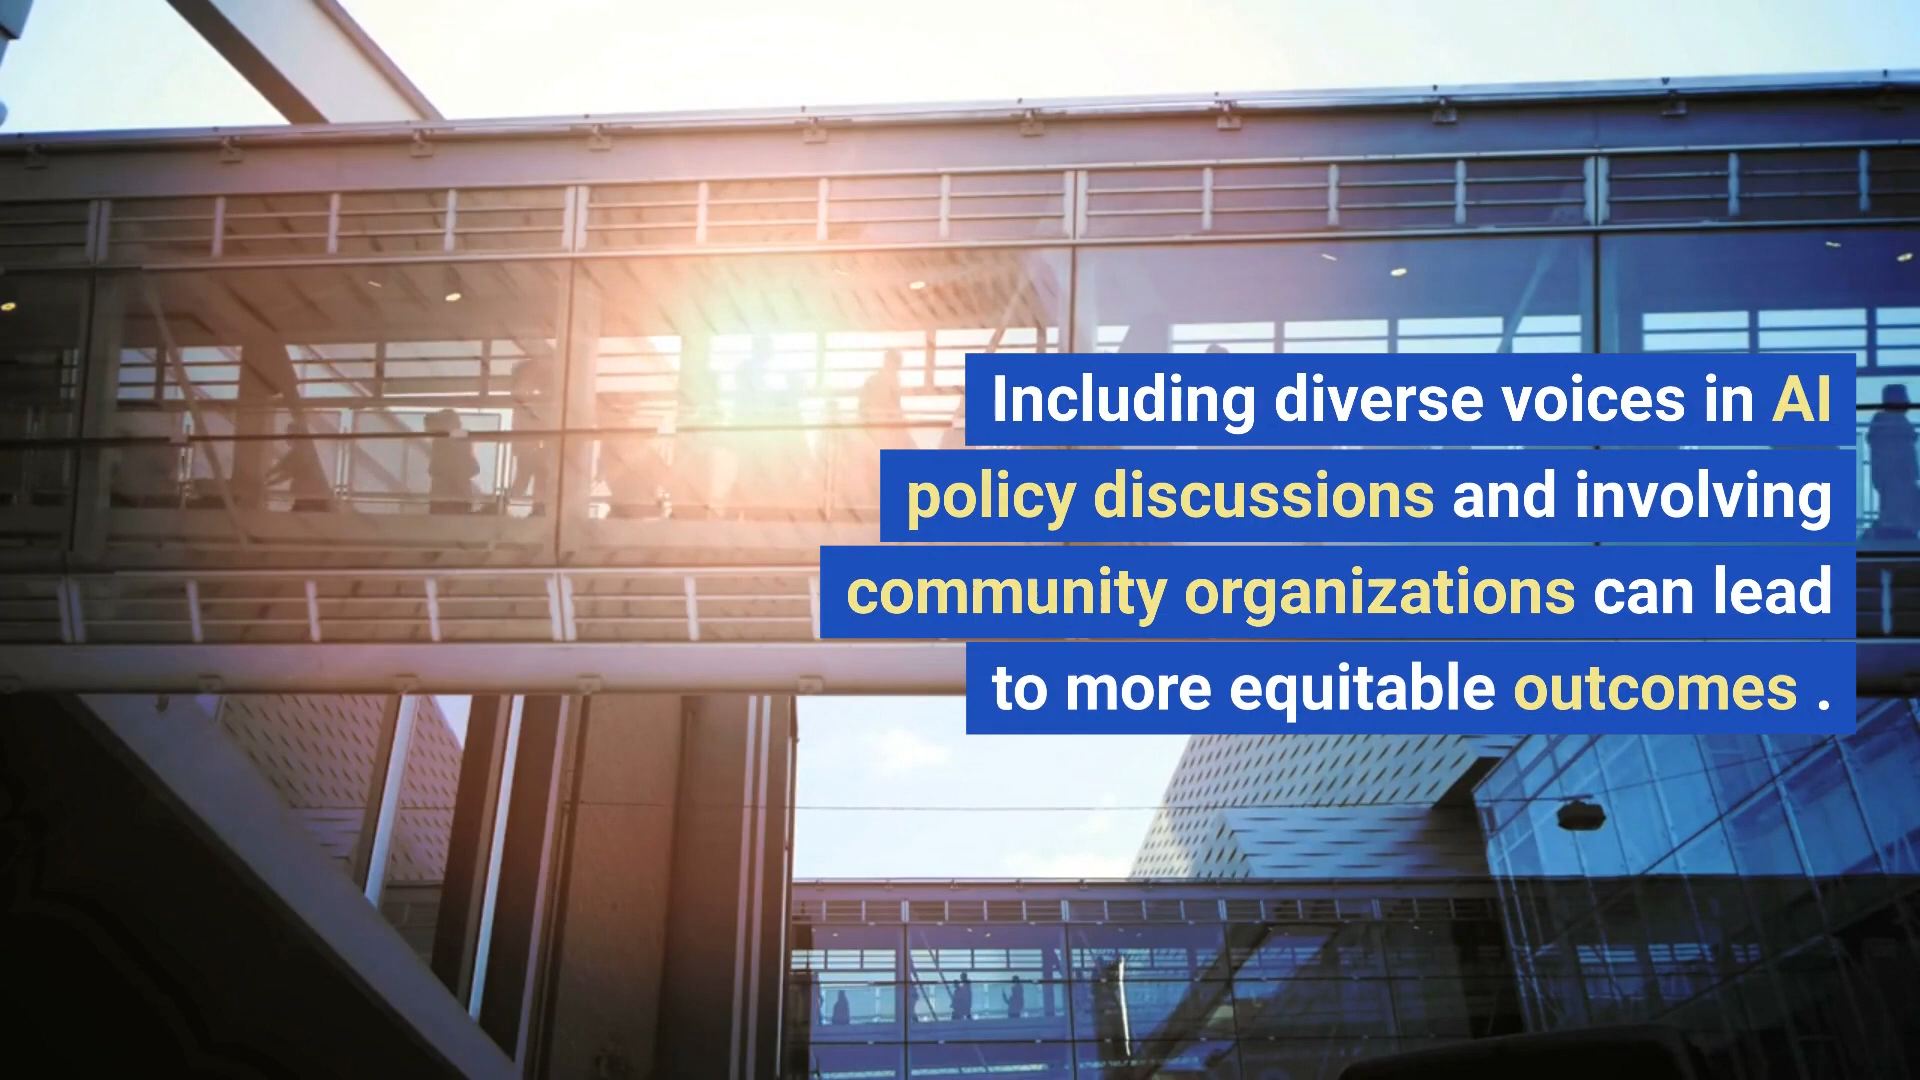 Including diverse voices in AI
policy discussions and involving
community organizations can lead
to more equitable outcomes .